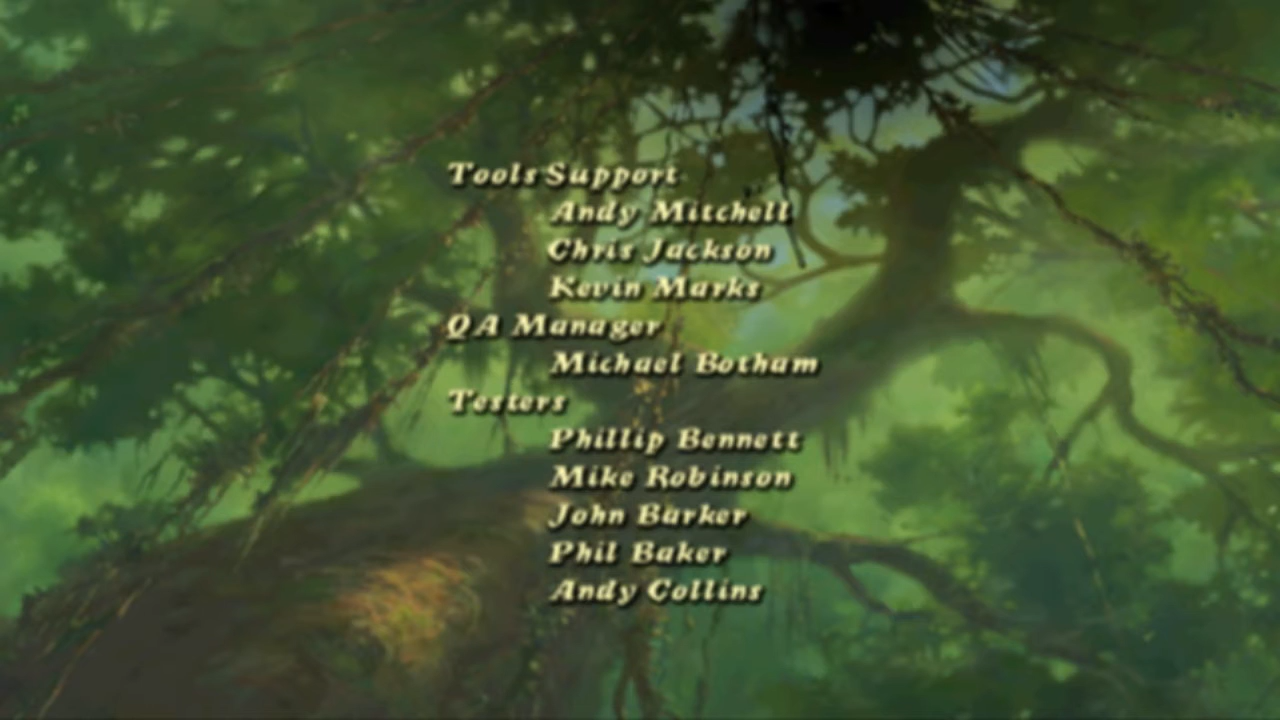 Tools Support
Andy Mitchell
Chris Jackson
Kevin Marks
QA Manager
Michael Botham
Testers
Phillip Bennett
Mike Robinson
John Barker
Phil Baker
Andy Collins